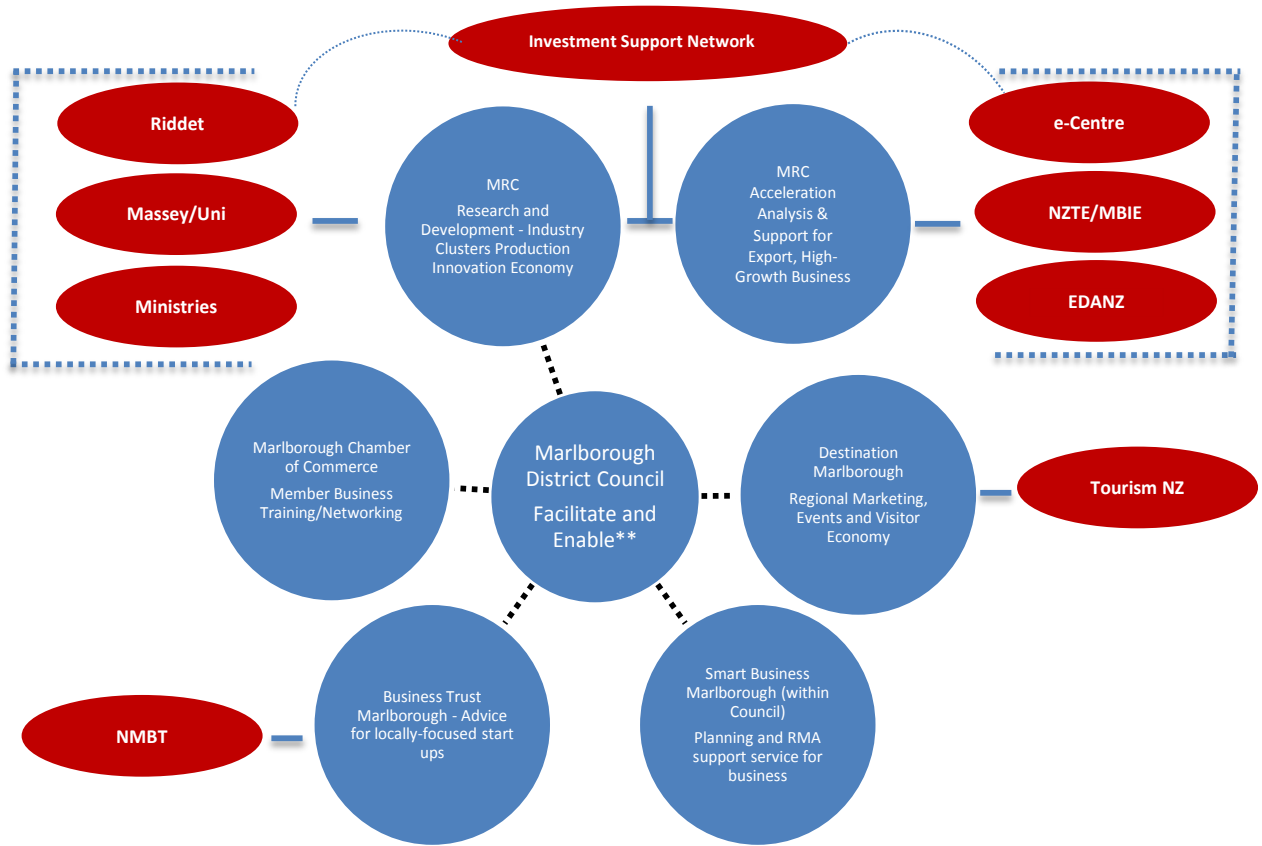 Investment Support Network
Riddet
Massey/Uni
Ministries
MRC
Research and
Development - Industry
Clusters Production
Innovation Economy
MRC
Acceleration
Analysis &
Support for
Export, High-
Growth Business
e-Centre
NZTE/MBIE
EDANZ
Marlborough Chamber
of Commerce
Member Business
Training/Networking
Marlborough
District Council
Facilitate and
Enable**
Destination
Marlborough
Regional Marketing,
Events and Visitor
Economy
Tourism NZ
NMBT
Business Trust
Marlborough - Advice
for locally-focused start
ups
Smart Business
Marlborough (within
Council)
Planning and RMA
support service for
business